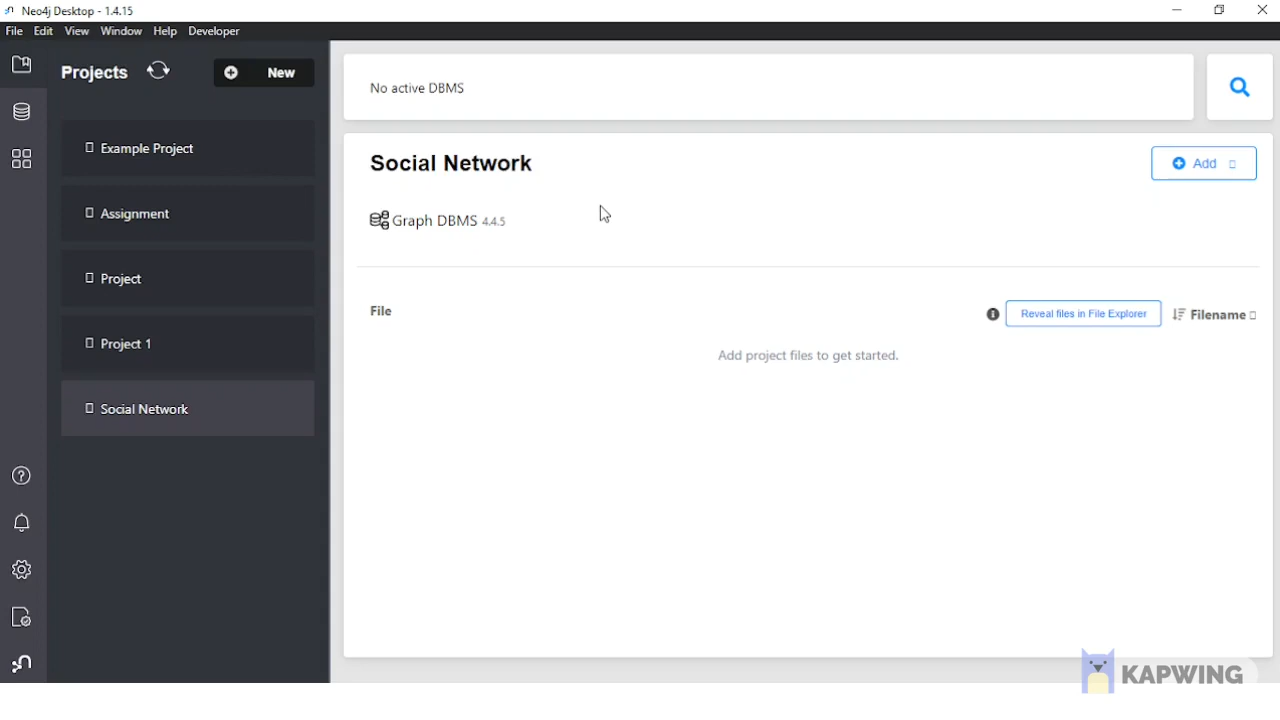 Neo4j Desktop - 1.4.15
File Edit View Window Help Developer
Projects
New
No active DBMS
Example Project
Assignment
Project
Project 1
Social Network
Social Network
Add
Graph DBMS 4.4.5
File
Reveal files in File Explorer
Filename
Add project files to get started.
KAPWING